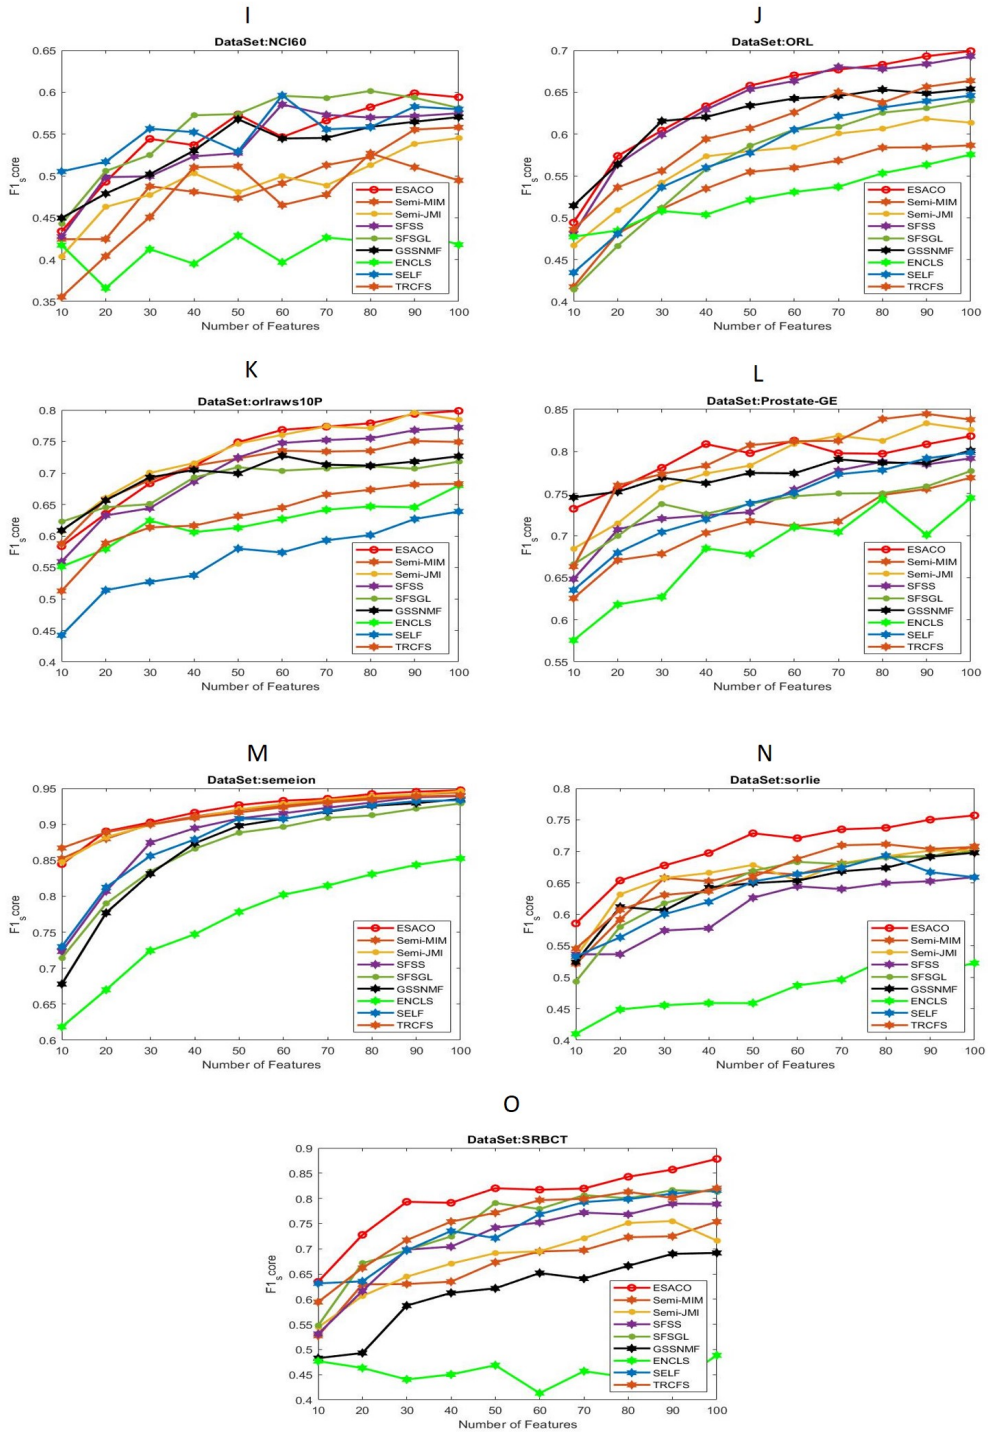 I
DataSet:NCI60
0.65
0.6
0.55
0.5
0.45
0.4
0.35
F1score
ESACO
Semi-MIM
Semi-JMI
SFSS
SFSGL
GSSNMF
ENCLS
SELF
TRCFS
10 20 30 40 50 60 70 80 90 100
Number of Features
J
DataSet:ORL
0.7
0.65
0.6
0.55
0.5
0.45
0.4
F1score
ESACO
Semi-MIM
Semi-JMI
SFSS
SFSGL
GSSNMF
ENCLS
SELF
TRCFS
10 20 30 40 50 60 70 80 90 100
Number of Features
K
DataSet:orlraws10P
0.8
0.75
0.7
0.65
0.6
0.55
0.5
0.45
0.4
F1score
ESACO
Semi-MIM
Semi-JMI
SFSS
SFSGL
GSSNMF
ENCLS
SELF
TRCFS
10 20 30 40 50 60 70 80 90 100
Number of Features
L
DataSet:Prostate-GE
0.85
0.8
0.75
0.7
0.65
0.6
0.55
F1score
ESACO
Semi-MIM
Semi-JMI
SFSS
SFSGL
GSSNMF
ENCLS
SELF
TRCFS
10 20 30 40 50 60 70 80 90 100
Number of Features
M
DataSet:semeion
0.95
0.9
0.85
0.8
0.75
0.7
0.65
0.6
F1score
ESACO
Semi-MIM
Semi-JMI
SFSS
SFSGL
GSSNMF
ENCLS
SELF
TRCFS
10 20 30 40 50 60 70 80 90 100
Number of Features
N
DataSet:sorlie
0.8
0.75
0.7
0.65
0.6
0.55
0.5
0.45
0.4
F1score
ESACO
Semi-MIM
Semi-JMI
SFSS
SFSGL
GSSNMF
ENCLS
SELF
TRCFS
10 20 30 40 50 60 70 80 90 100
Number of Features
O
DataSet:SRBCT
0.9
0.85
0.8
0.75
0.7
0.65
0.6
0.55
0.5
0.45
0.4
F1score
ESACO
Semi-MIM
Semi-JMI
SFSS
SFSGL
GSSNMF
ENCLS
SELF
TRCFS
10 20 30 40 50 60 70 80 90 100
Number of Features